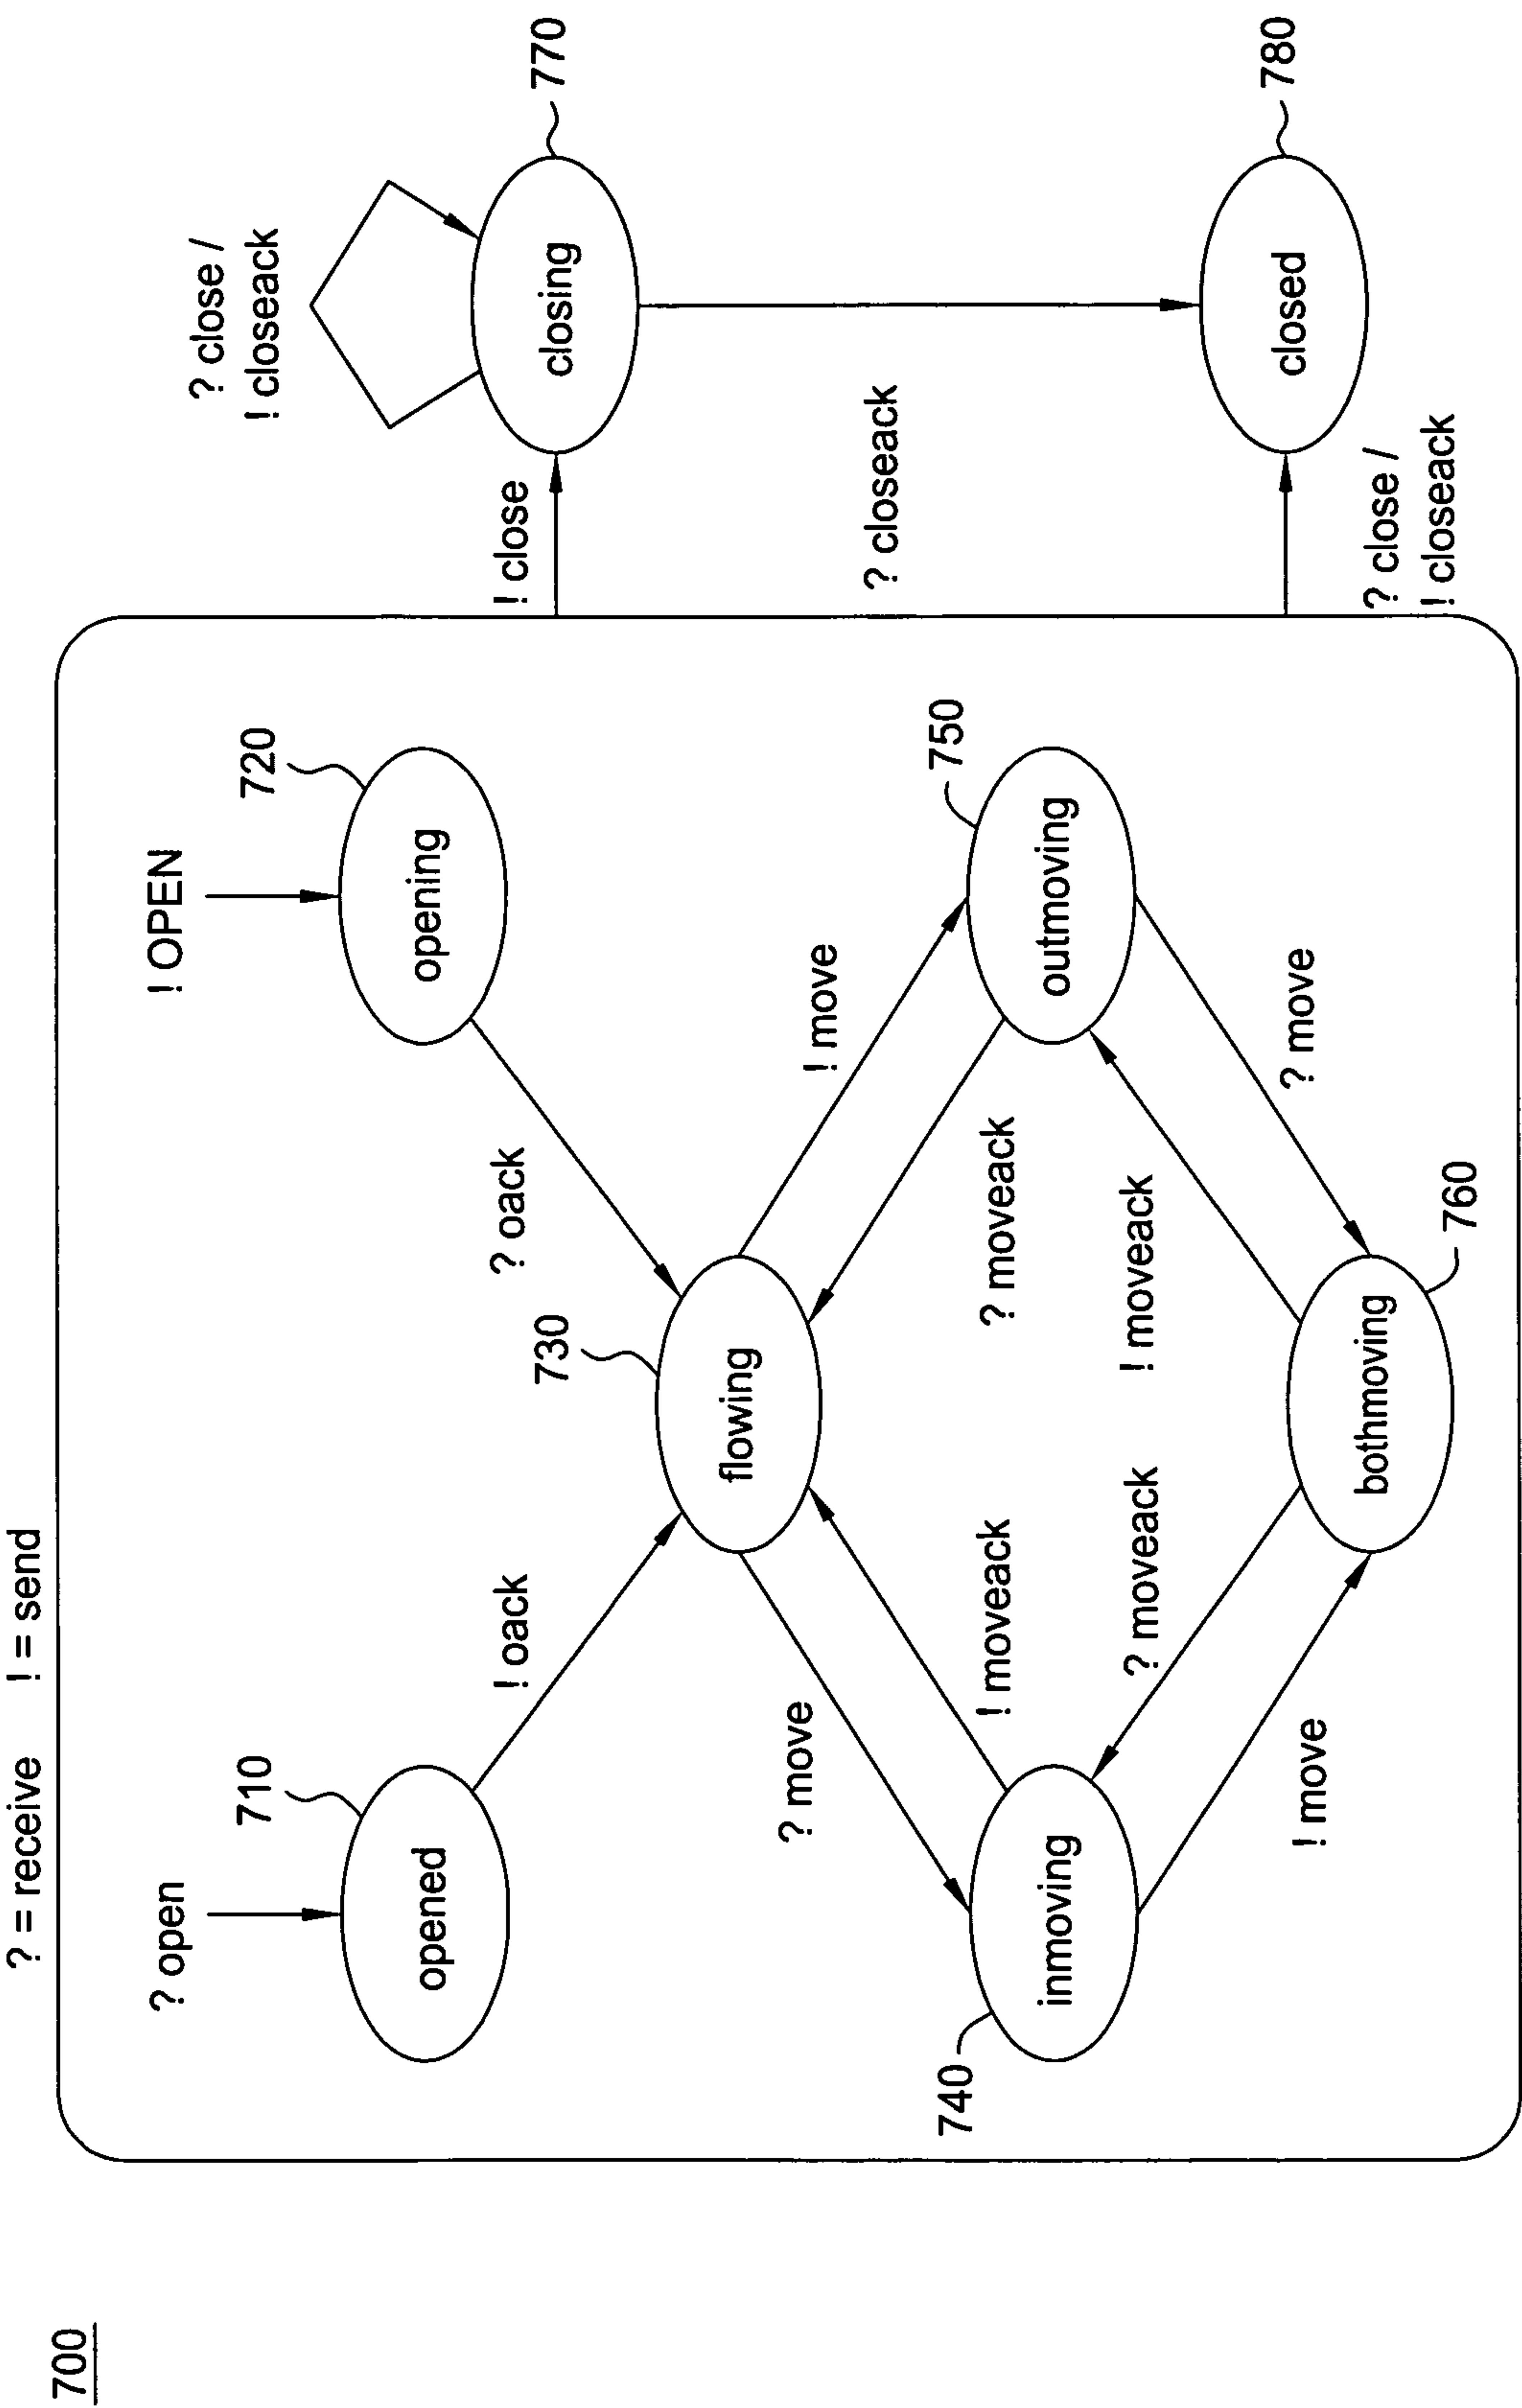 700
? = receive ! = send
? open
! OPEN
710
720
opened
opening
! oack
? oack
730
flowing
? move
! move
! moveack
? moveack
740
750
inmoving
outmoving
? moveack
! moveack
! move
? move
bothmoving
760
? close /
! closeack
! close
closing
770
? closeack
closed
780
? close /
! closeack